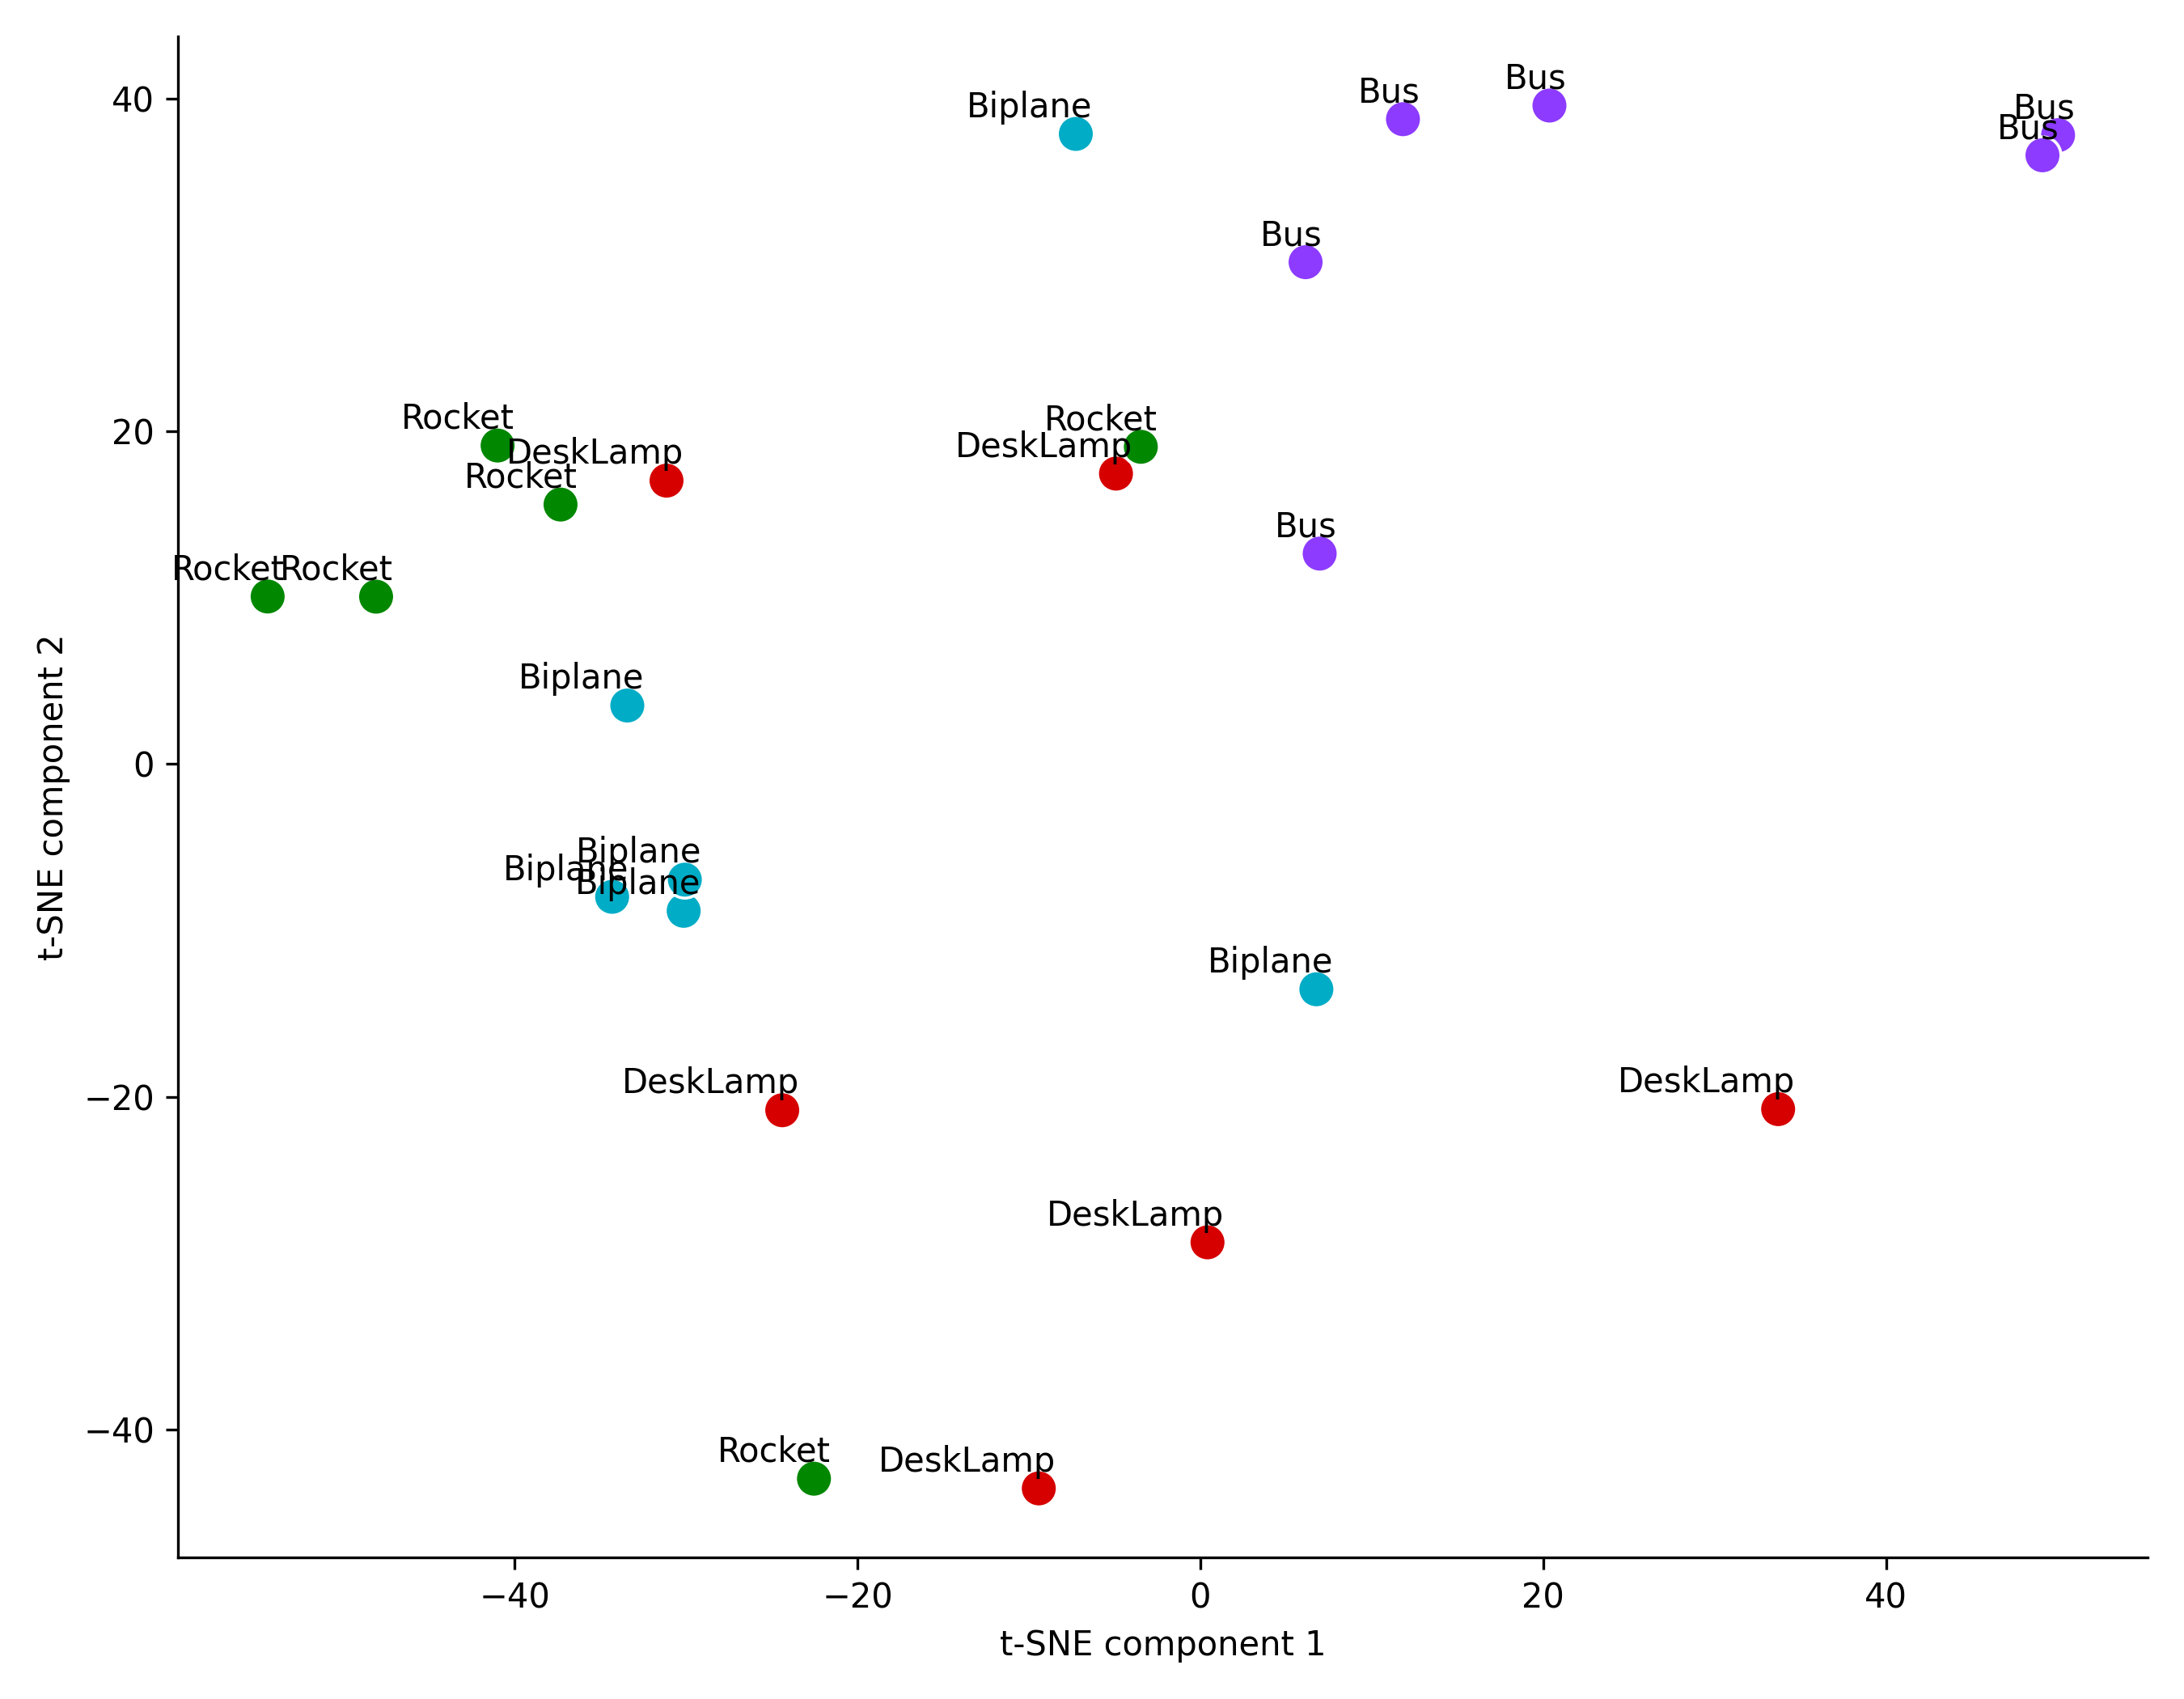 Bus
Bus
40
Biplane
Bus
Bus
Bus
Bus
Rocket
20
Rocket
DeskLamp
DeskLamp
Rocket
Bus
Rocket
Rocket
Biplane
0
t-SNE component 2
Biplane
Biplane
Biplane
Biplane
DeskLamp
DeskLamp
−20
DeskLamp
−40
Rocket
DeskLamp
−40
−20
0
20
40
t-SNE component 1